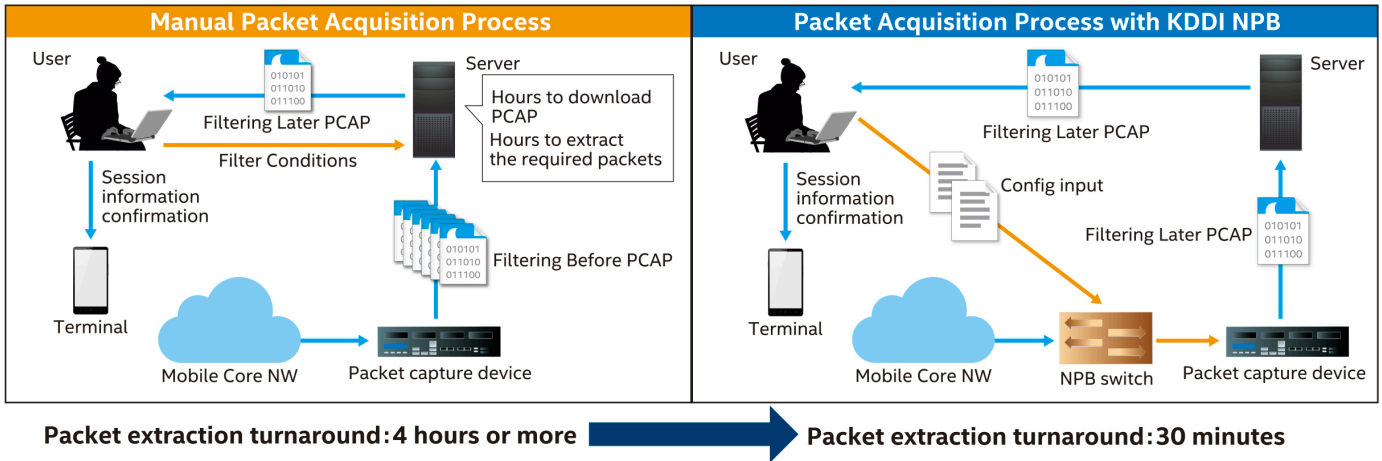 Manual Packet Acquisition Process
User
010101
011010
011100
Filtering Later PCAP
Filter Conditions
Server
Hours to download
PCAP
Hours to extract
the required packets
Session
information
confirmation
Terminal
010101
011010
011100
Filtering Before PCAP
Mobile Core NW
Packet capture device
Packet Acquisition Process with KDDI NPB
User
010101
011010
011100
Filtering Later PCAP
Server
Config input
Session
information
confirmation
Terminal
Filtering Later PCAP
010101
011010
011100
Mobile Core NW
NPB switch
Packet capture device
Packet extraction turnaround:4 hours or more
Packet extraction turnaround:30 minutes